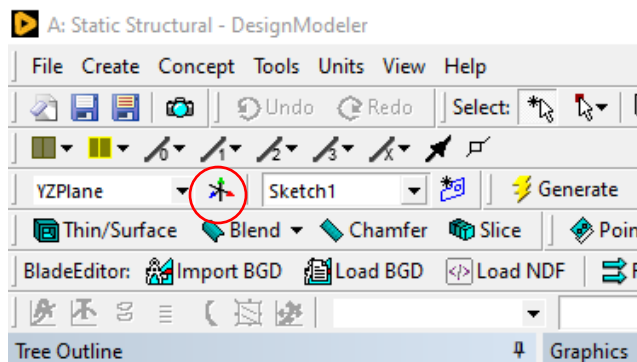 A: Static Structural - DesignModeler
File Create Concept Tools Units View Help
Undo Redo Select:
YZPlane Sketch1 Generate
Thin/Surface Blend Chamfer Slice
BladeEditor: Import BGD Load BGD Load NDF
Tree Outline Graphics